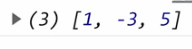 ▶ (3) [1, -3, 5]